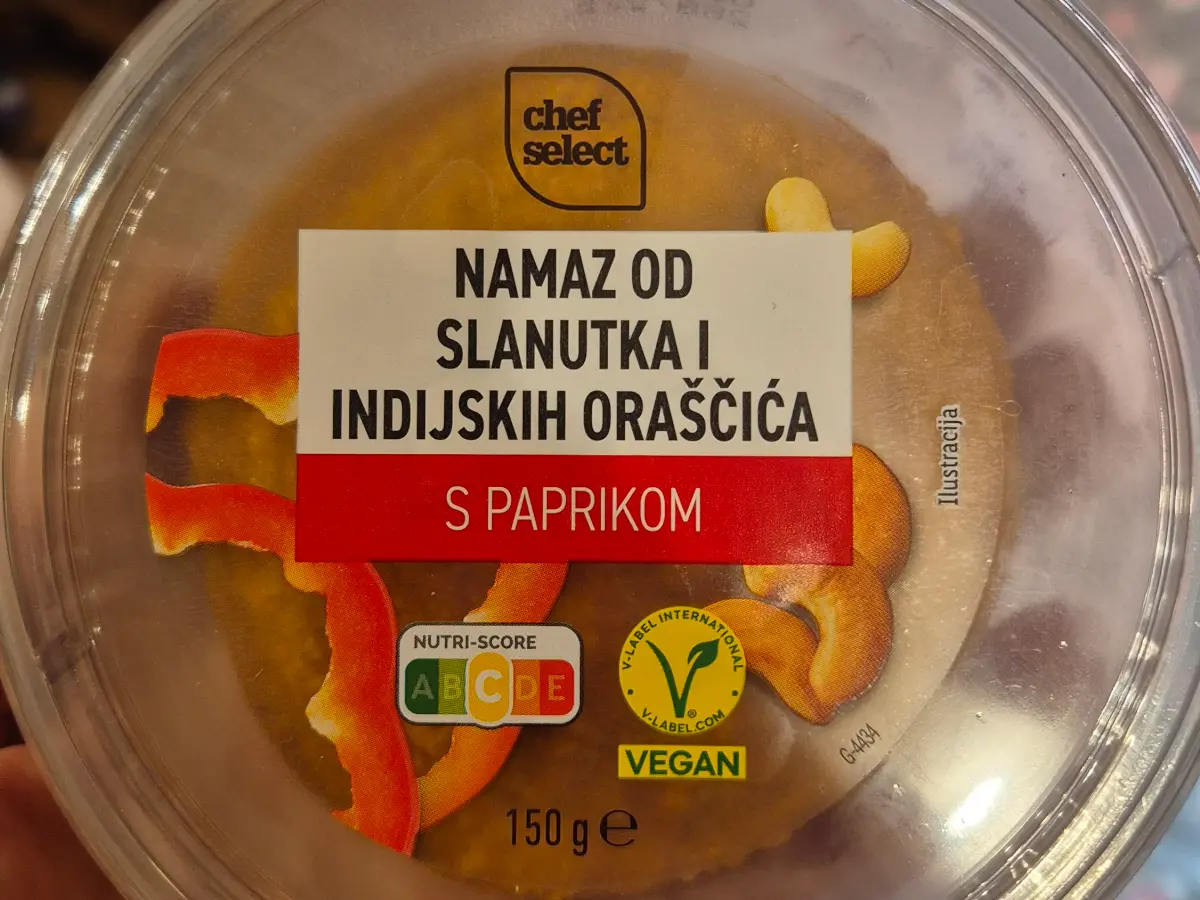 chef
select
NAMAZ OD
SLANUTKA I
INDIJSKIH ORAŠČIĆA
S PAPRIKOM
Ilustracija
NUTRI-SCORE
A B C D E
V-LABEL INTERNATIONAL
V-LABEL.COM
®
VEGAN
G-4434
150 g ℮